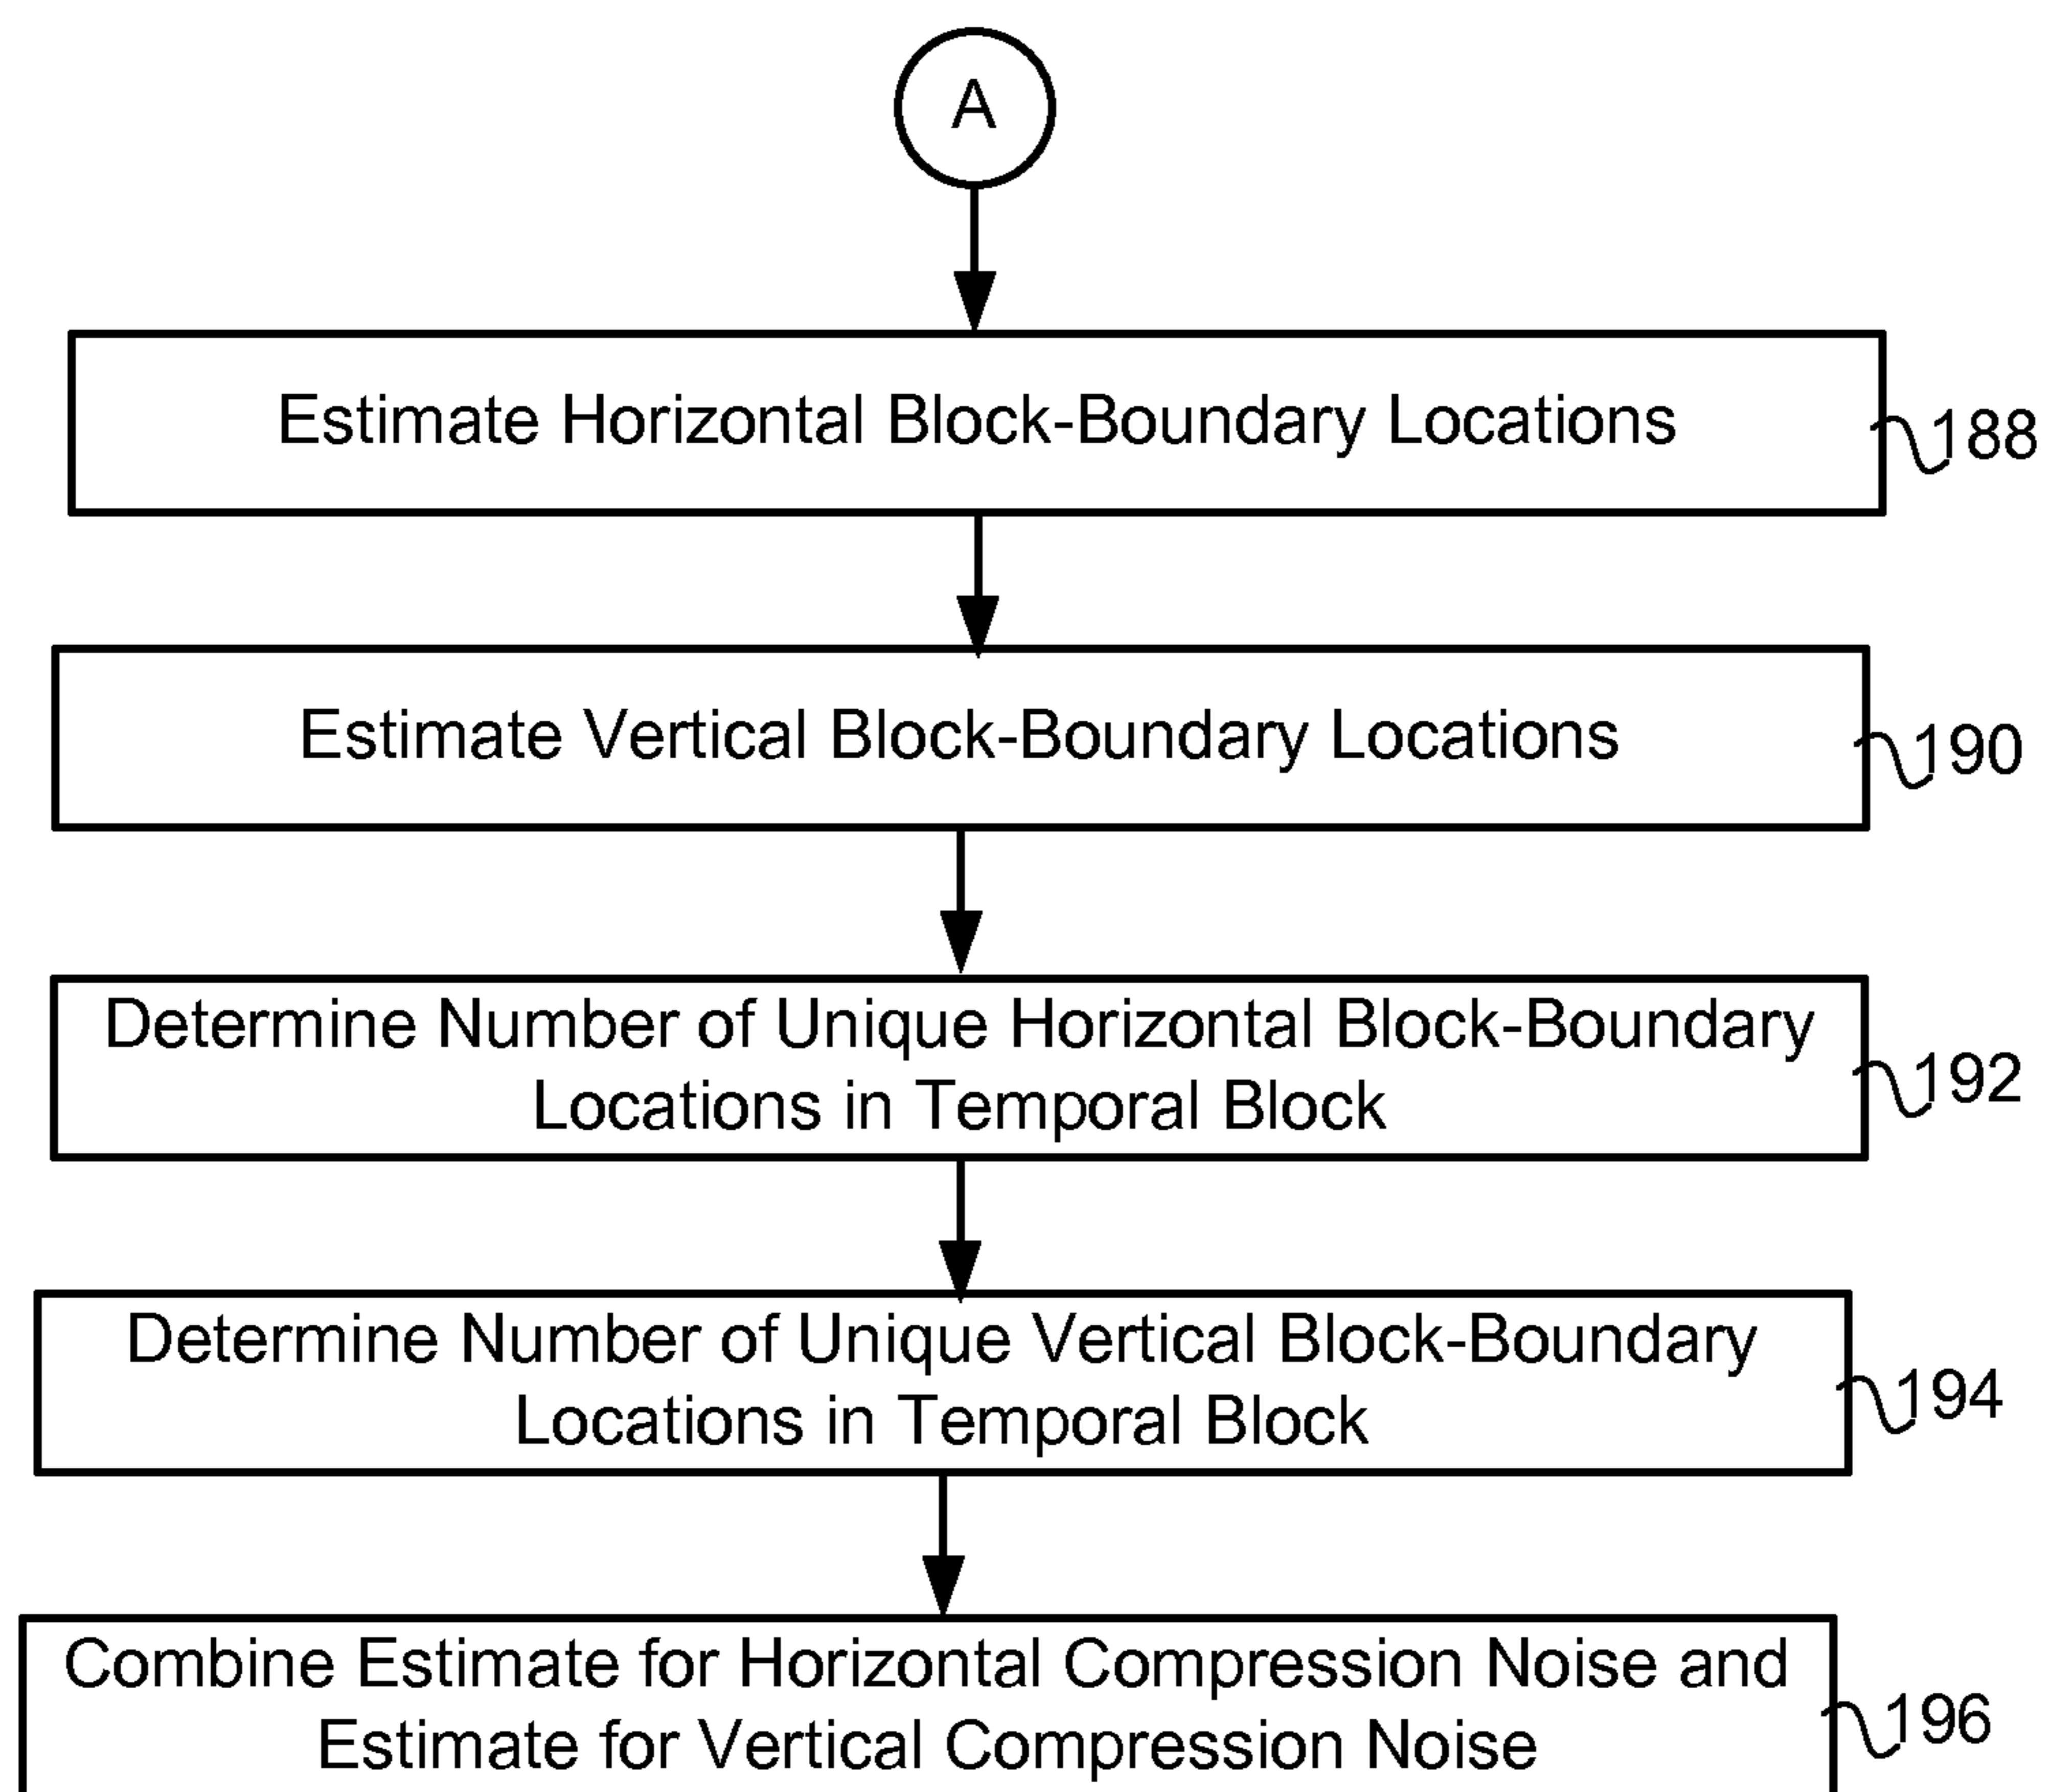 A
Estimate Horizontal Block-Boundary Locations
188
Estimate Vertical Block-Boundary Locations
190
Determine Number of Unique Horizontal Block-Boundary
Locations in Temporal Block
192
Determine Number of Unique Vertical Block-Boundary
Locations in Temporal Block
194
Combine Estimate for Horizontal Compression Noise and
Estimate for Vertical Compression Noise
196